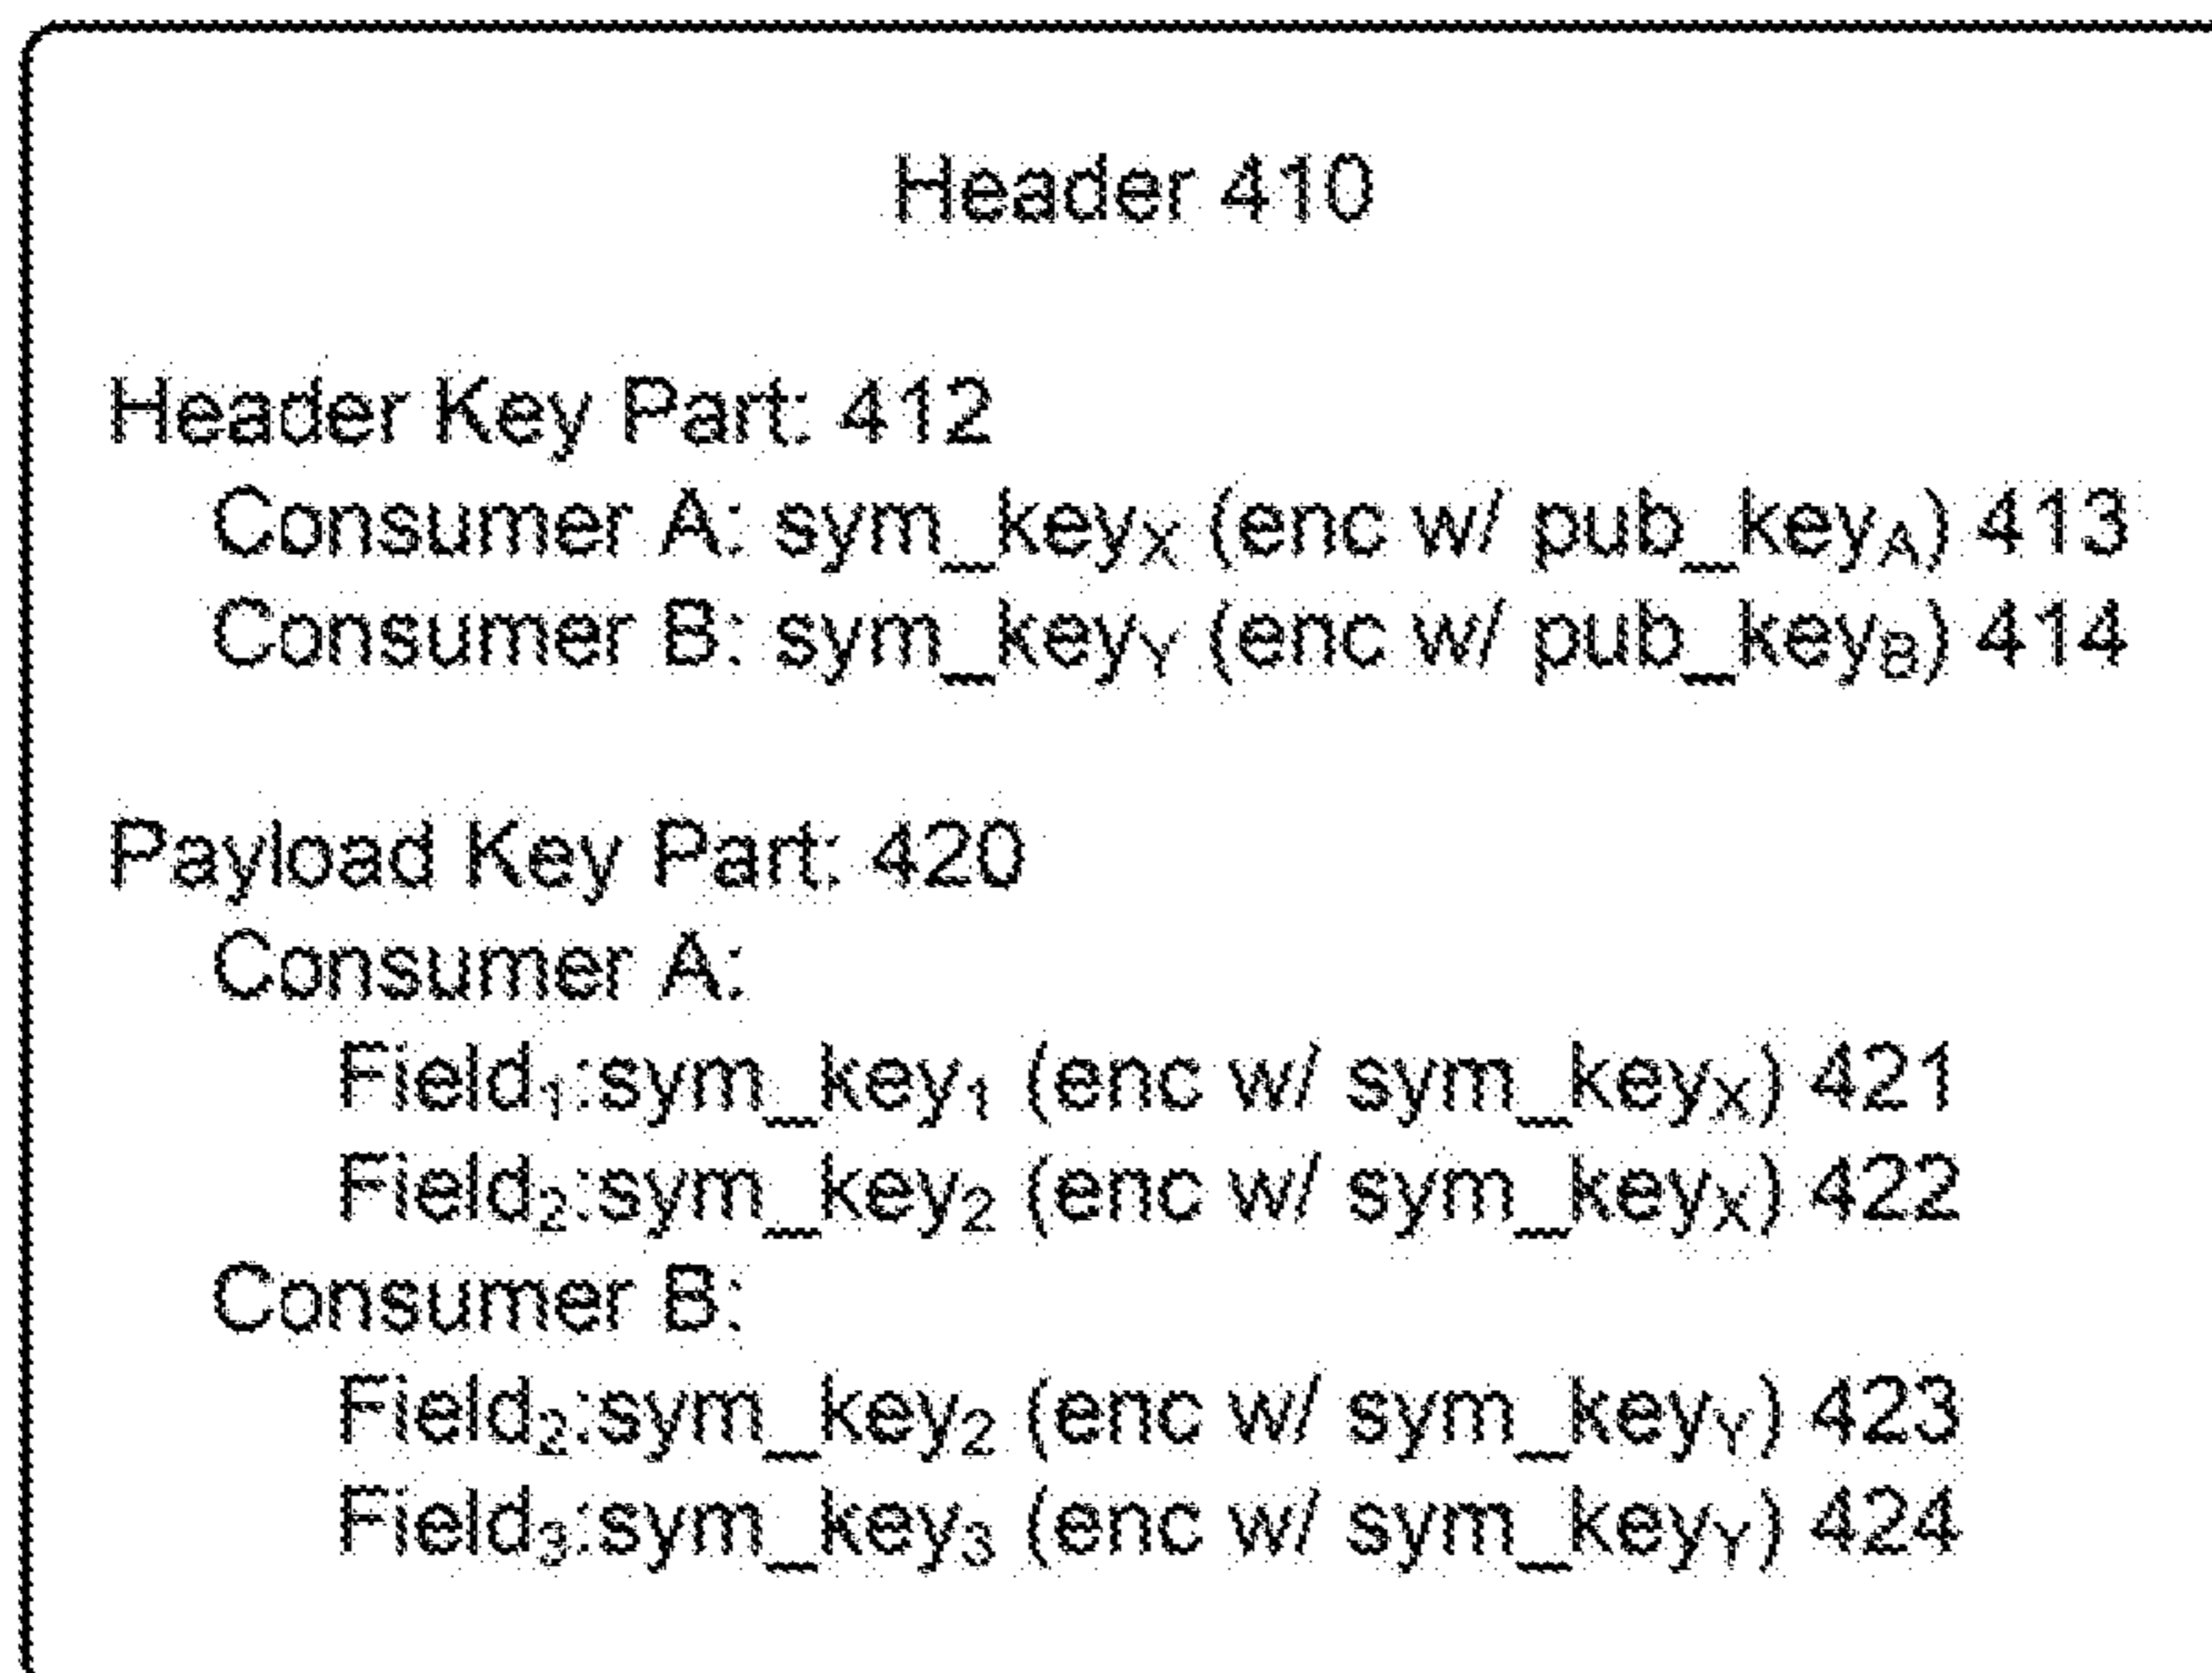 Header 410
Header Key Part: 412
Consumer A: sym_keyX (enc w/ pub_keyA) 413
Consumer B: sym_keyY (enc w/ pub_keyB) 414
Payload Key Part: 420
Consumer A:
Field1:sym_key1 (enc w/ sym_keyX) 421
Field2:sym_key2 (enc w/ sym_keyX) 422
Consumer B:
Field2:sym_key2 (enc w/ sym_keyY) 423
Field3:sym_key3 (enc w/ sym_keyY) 424